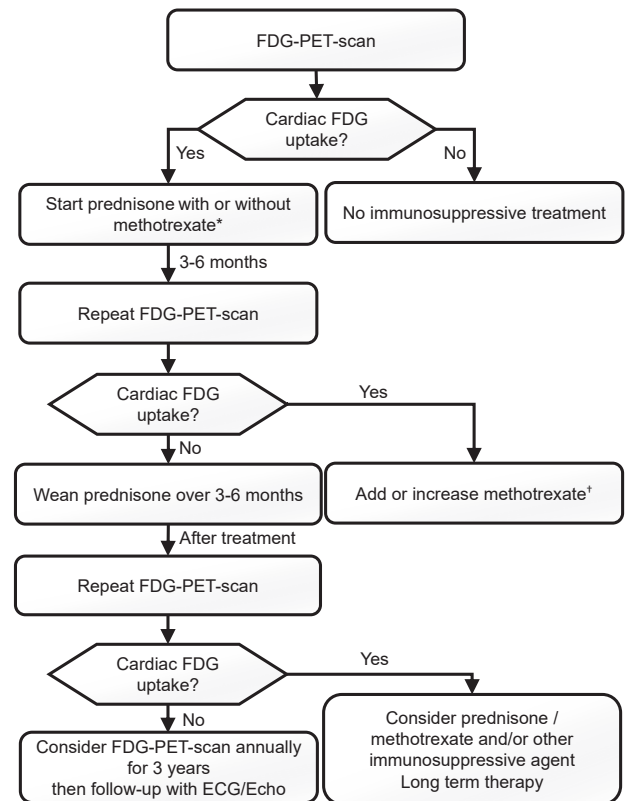 FDG-PET-scan
Cardiac FDG
uptake?
Yes
No
Start prednisone with or without
methotrexate*
No immunosuppressive treatment
3-6 months
Repeat FDG-PET-scan
Cardiac FDG
uptake?
Yes
No
Wean prednisone over 3-6 months
Add or increase methotrexate†
After treatment
Repeat FDG-PET-scan
Cardiac FDG
uptake?
Yes
No
Consider FDG-PET-scan annually
for 3 years
then follow-up with ECG/Echo
Consider prednisone /
methotrexate and/or other
immunosuppressive agent
Long term therapy